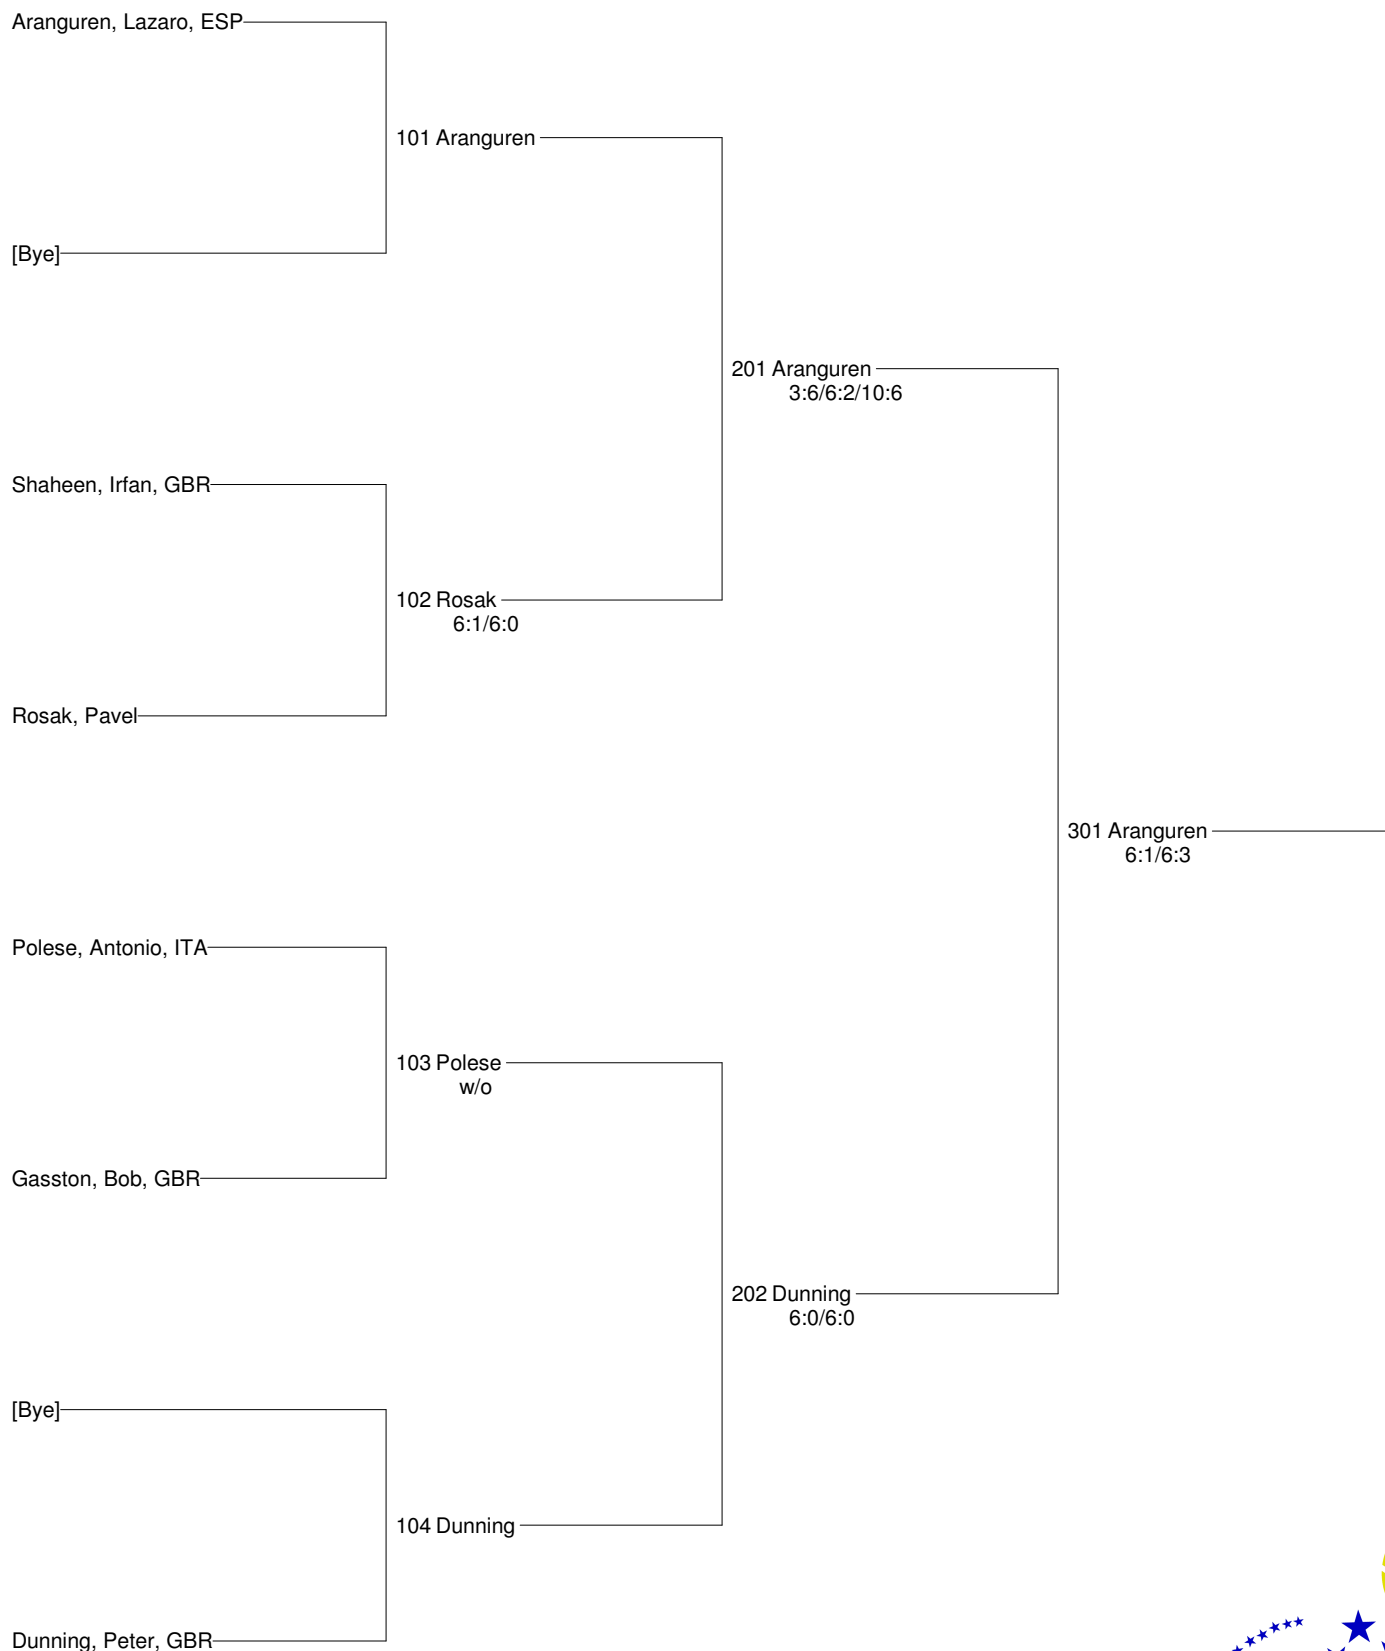 Aranguren, Lazaro, ESP
101 Aranguren
[Bye]
201 Aranguren
3:6/6:2/10:6
Shaheen, Irfan, GBR
102 Rosak
6:1/6:0
Rosak, Pavel
301 Aranguren
6:1/6:3
Polese, Antonio, ITA
103 Polese
w/o
Gasston, Bob, GBR
202 Dunning
6:0/6:0
[Bye]
104 Dunning
Dunning, Peter, GBR